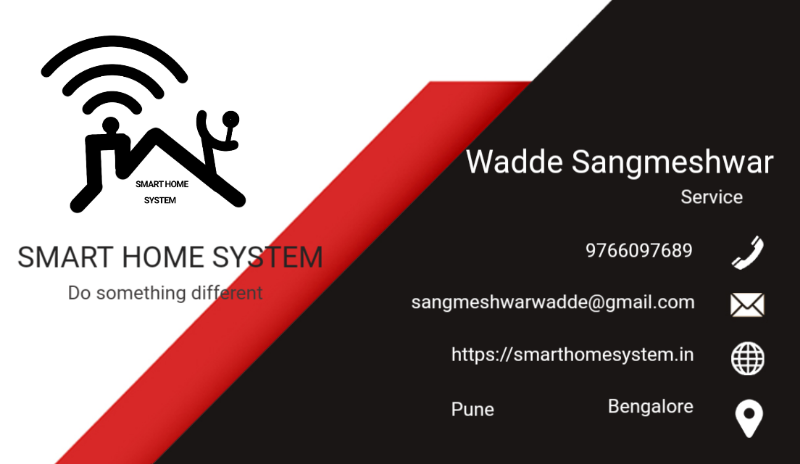 SMART HOME
SYSTEM
SMART HOME SYSTEM
Do something different
Wadde Sangmeshwar
Service
9766097689
sangmeshwarwadde@gmail.com
https://smarthomesystem.in
Pune Bengalore